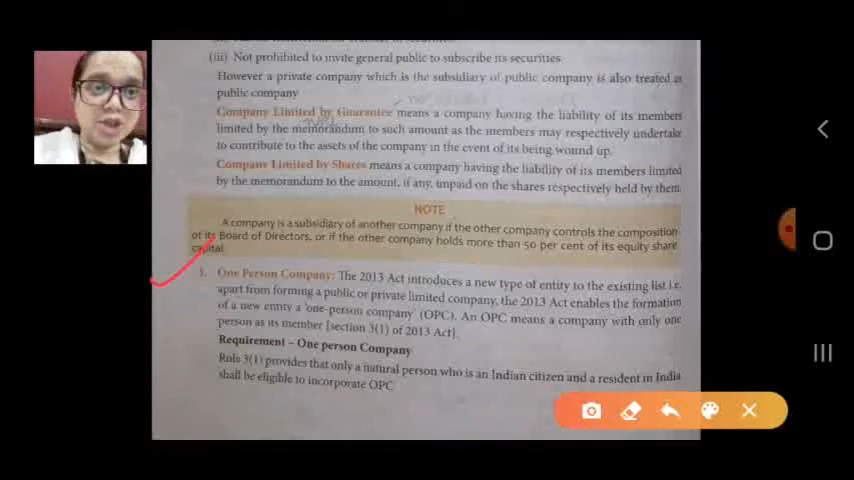 (iii) Not prohibited to invite general public to subscribe its securities
However a private company which is the subsidiary of public company is also treated as
public company
Company Limited by Guarantee means a company having the liability of its members
limited by the memorandum to such amount as the members may respectively undertake
to contribute to the assets of the company in the event of its being wound up.
Company Limited by Shares means a company having the liability of its members limited
by the memorandum to the amount, if any, unpaid on the shares respectively held by them
NOTE
A company is a subsidiary of another company if the other company controls the composition
of its Board of Directors, or if the other company holds more than 50 per cent of its equity share
capital.
1. One Person Company: The 2013 Act introduces a new type of entity to the existing list i.e.
apart from forming a public or private limited company, the 2013 Act enables the formation
of a new entity a 'one-person company' (OPC). An OPC means a company with only one
person as its member [section 3(1) of 2013 Act].
Requirement – One person Company
Rule 3(1) provides that only a natural person who is an Indian citizen and a resident in India
shall be eligible to incorporate OPC